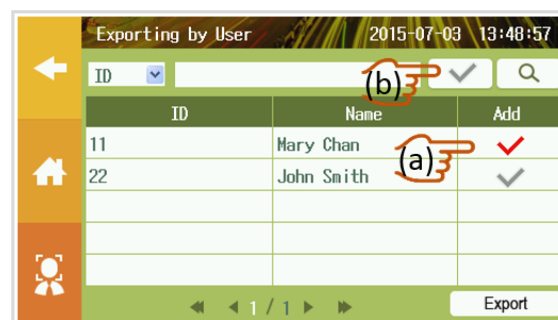 Exporting by User 2015-07-03 13:48:57
ID (b)
ID Name Add
11 Mary Chan (a)
22 John Smith
1 / 1 Export